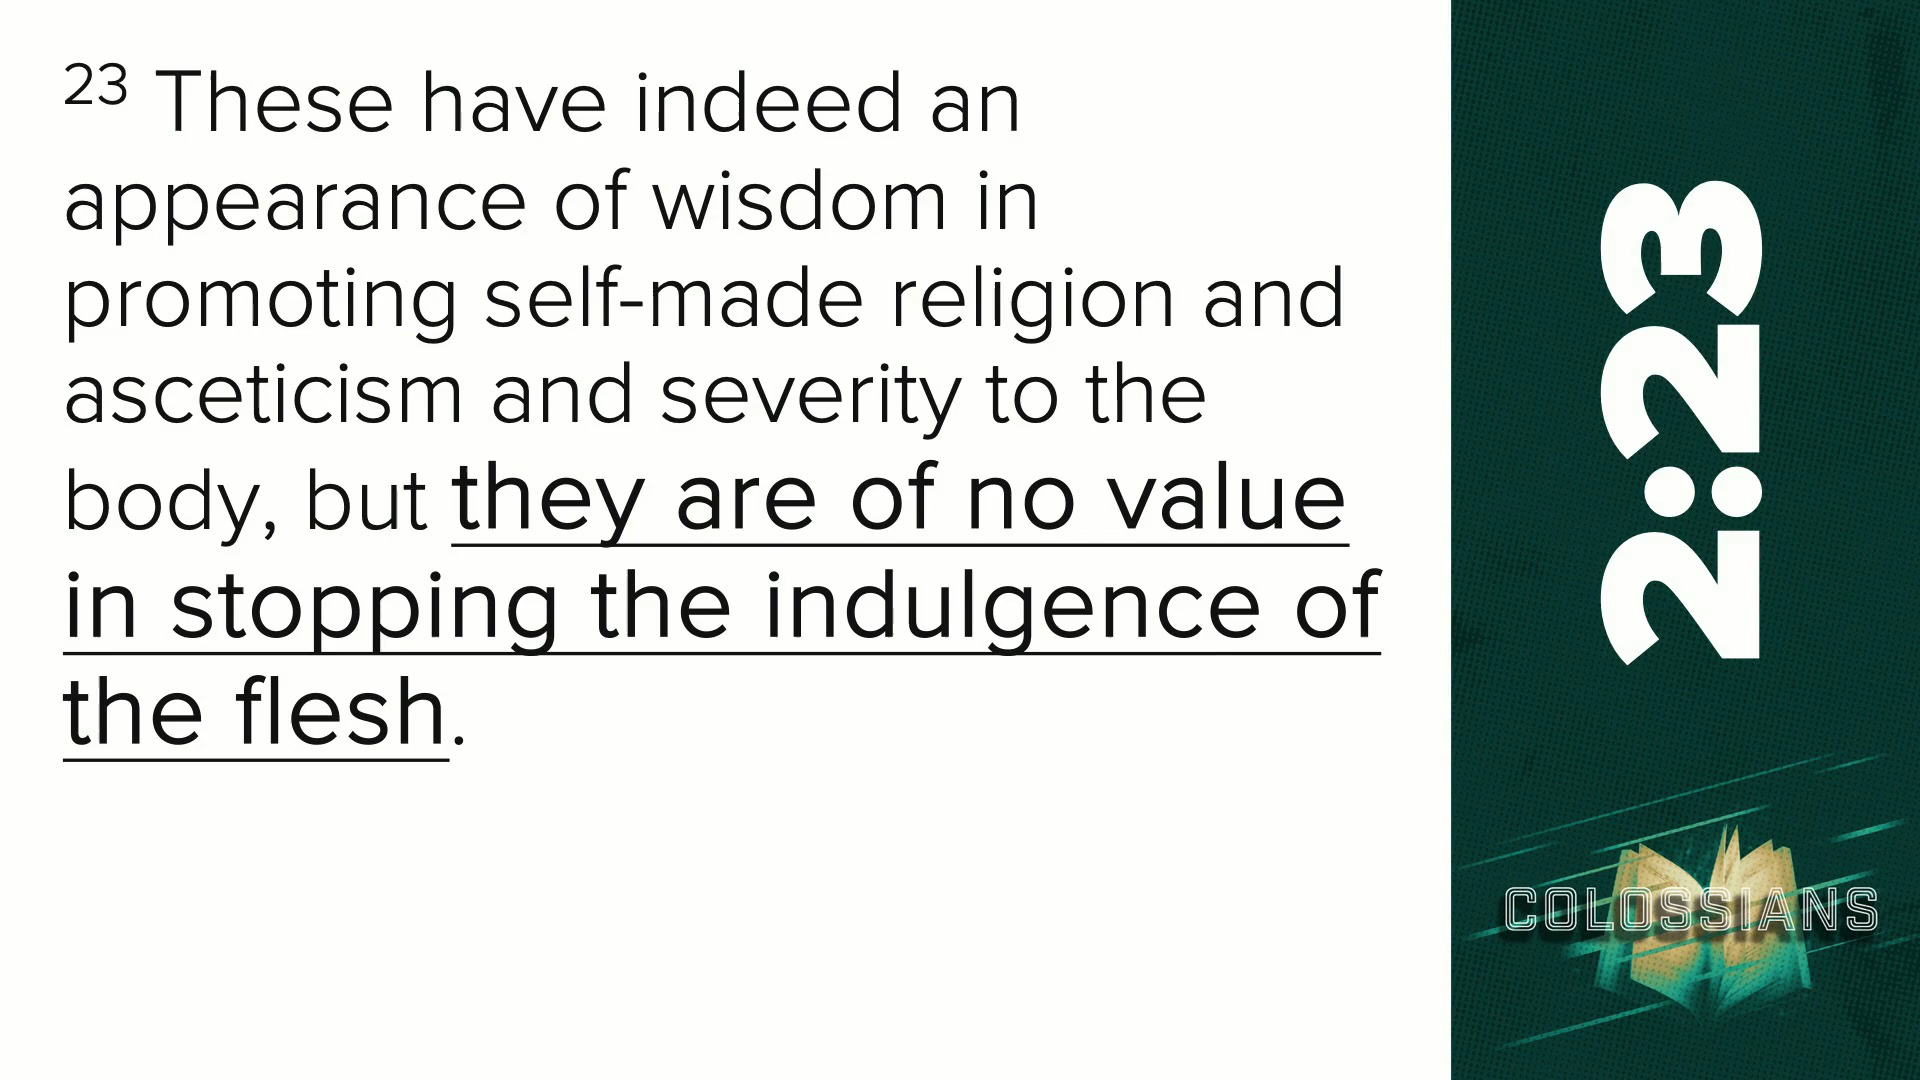 23 These have indeed an
appearance of wisdom in
promoting self-made religion and
asceticism and severity to the
body, but they are of no value
in stopping the indulgence of
the flesh.
2:23
COLOSSIANS